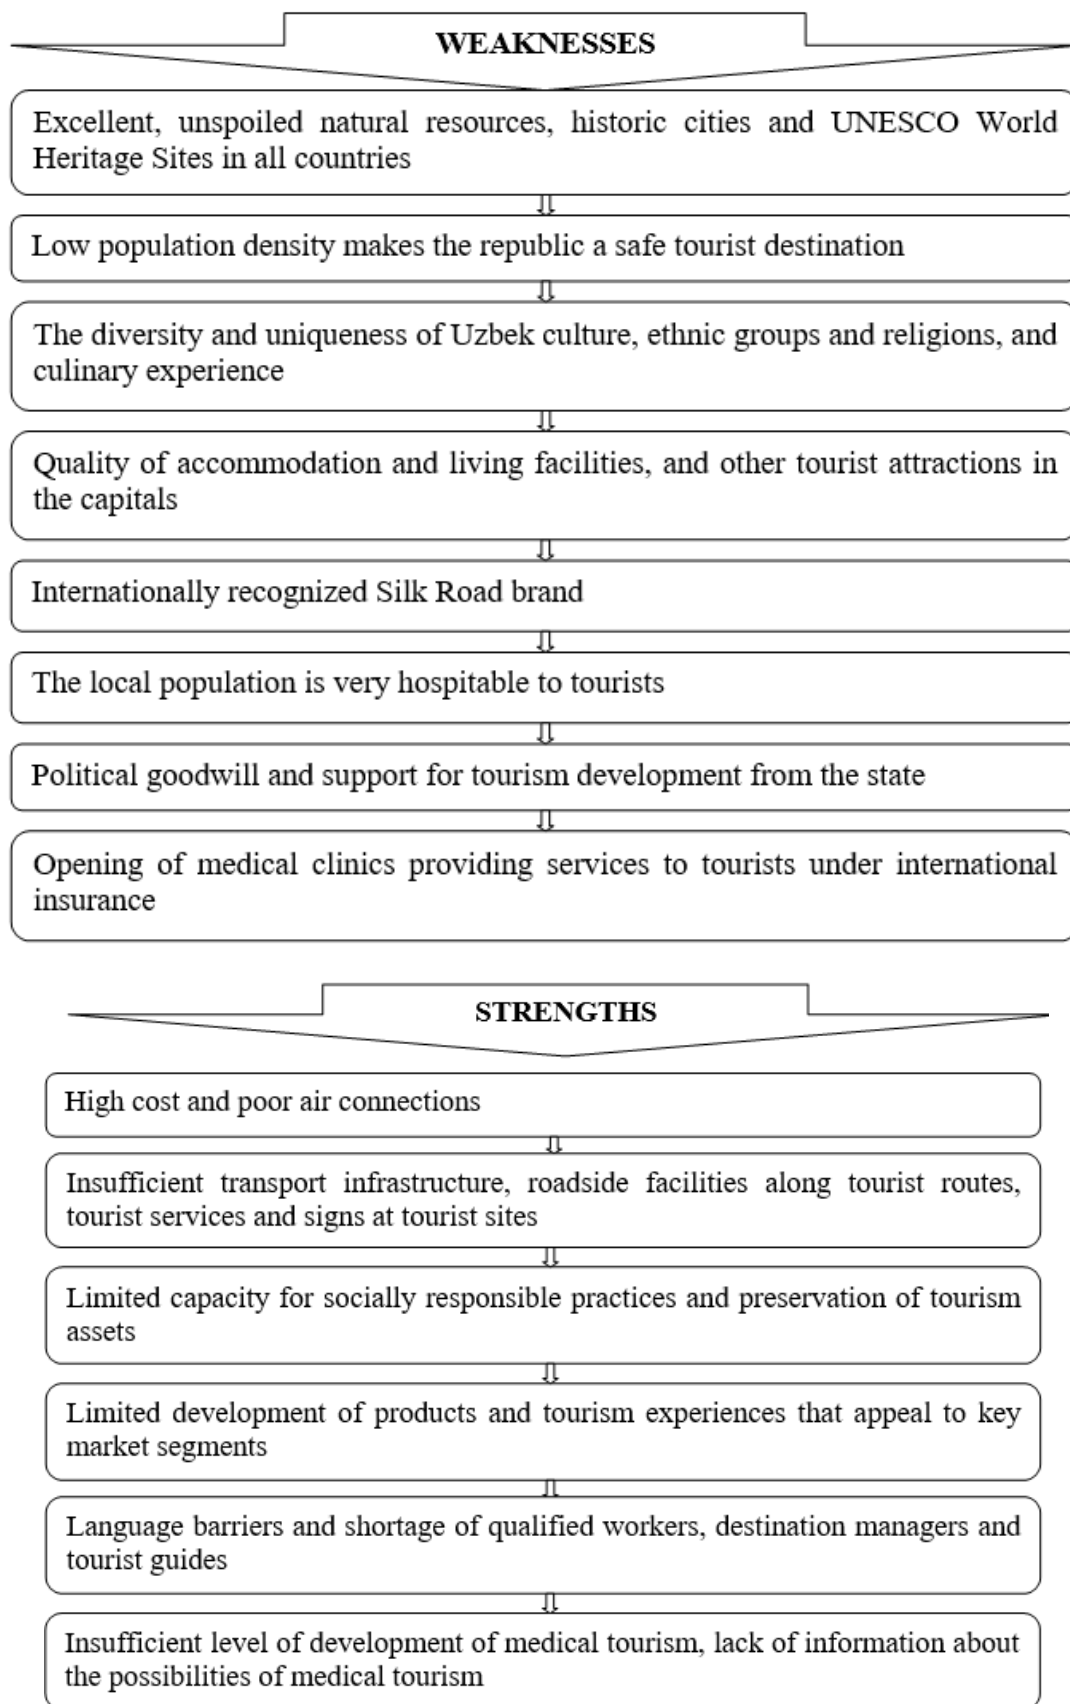 WEAKNESSES
Excellent, unspoiled natural resources, historic cities and UNESCO World
Heritage Sites in all countries
Low population density makes the republic a safe tourist destination
The diversity and uniqueness of Uzbek culture, ethnic groups and religions, and
culinary experience
Quality of accommodation and living facilities, and other tourist attractions in
the capitals
Internationally recognized Silk Road brand
The local population is very hospitable to tourists
Political goodwill and support for tourism development from the state
Opening of medical clinics providing services to tourists under international
insurance
STRENGTHS
High cost and poor air connections
Insufficient transport infrastructure, roadside facilities along tourist routes,
tourist services and signs at tourist sites
Limited capacity for socially responsible practices and preservation of tourism
assets
Limited development of products and tourism experiences that appeal to key
market segments
Language barriers and shortage of qualified workers, destination managers and
tourist guides
Insufficient level of development of medical tourism, lack of information about
the possibilities of medical tourism